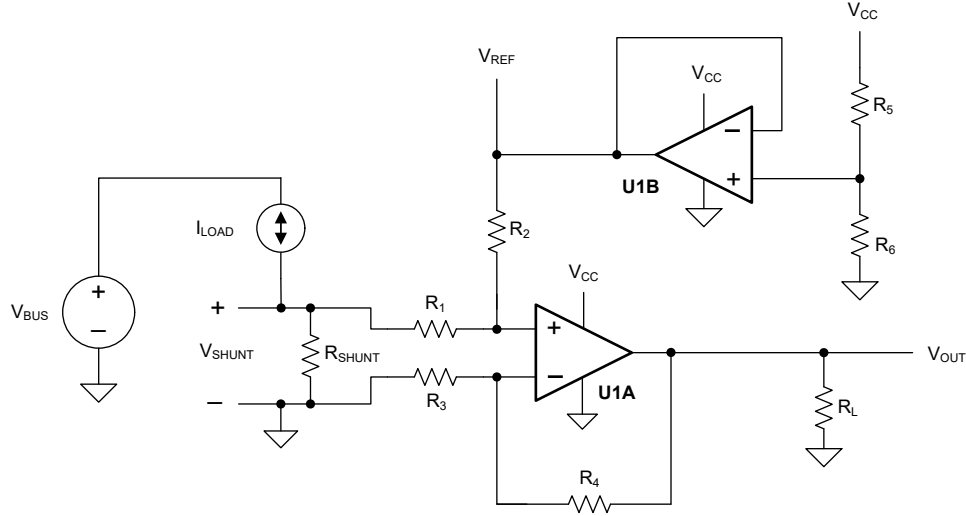 V_CC
V_REF
V_CC
R_5
−
+
U1B
R_6
R_2
I_LOAD
V_CC
+
−
V_BUS
+
V_SHUNT
−
R_SHUNT
R_1
R_3
+
−
U1A
V_OUT
R_L
R_4